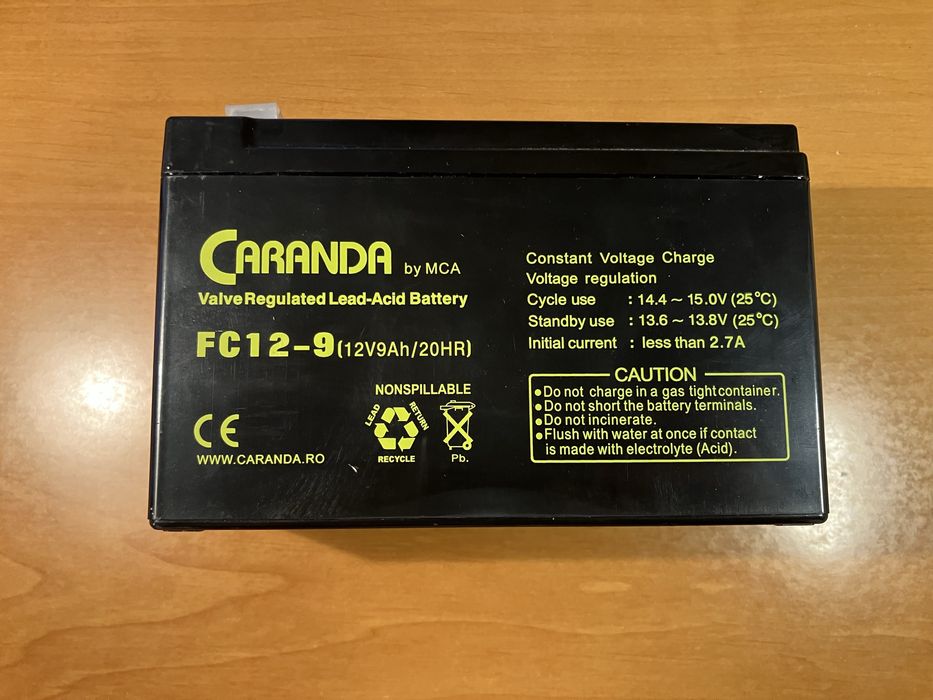 CARANDA by MCA
Valve Regulated Lead-Acid Battery
FC12-9(12V9Ah/20HR)
NONSPILLABLE
LEAD RETURN
RECYCLE
Pb.
CE
WWW.CARANDA.RO
Constant Voltage Charge
Voltage regulation
Cycle use : 14.4 ~ 15.0V (25°C)
Standby use : 13.6 ~ 13.8V (25°C)
Initial current : less than 2.7A
CAUTION
●Do not charge in a gas tight container.
●Do not short the battery terminals.
●Do not incinerate.
●Flush with water at once if contact
is made with electrolyte (Acid).